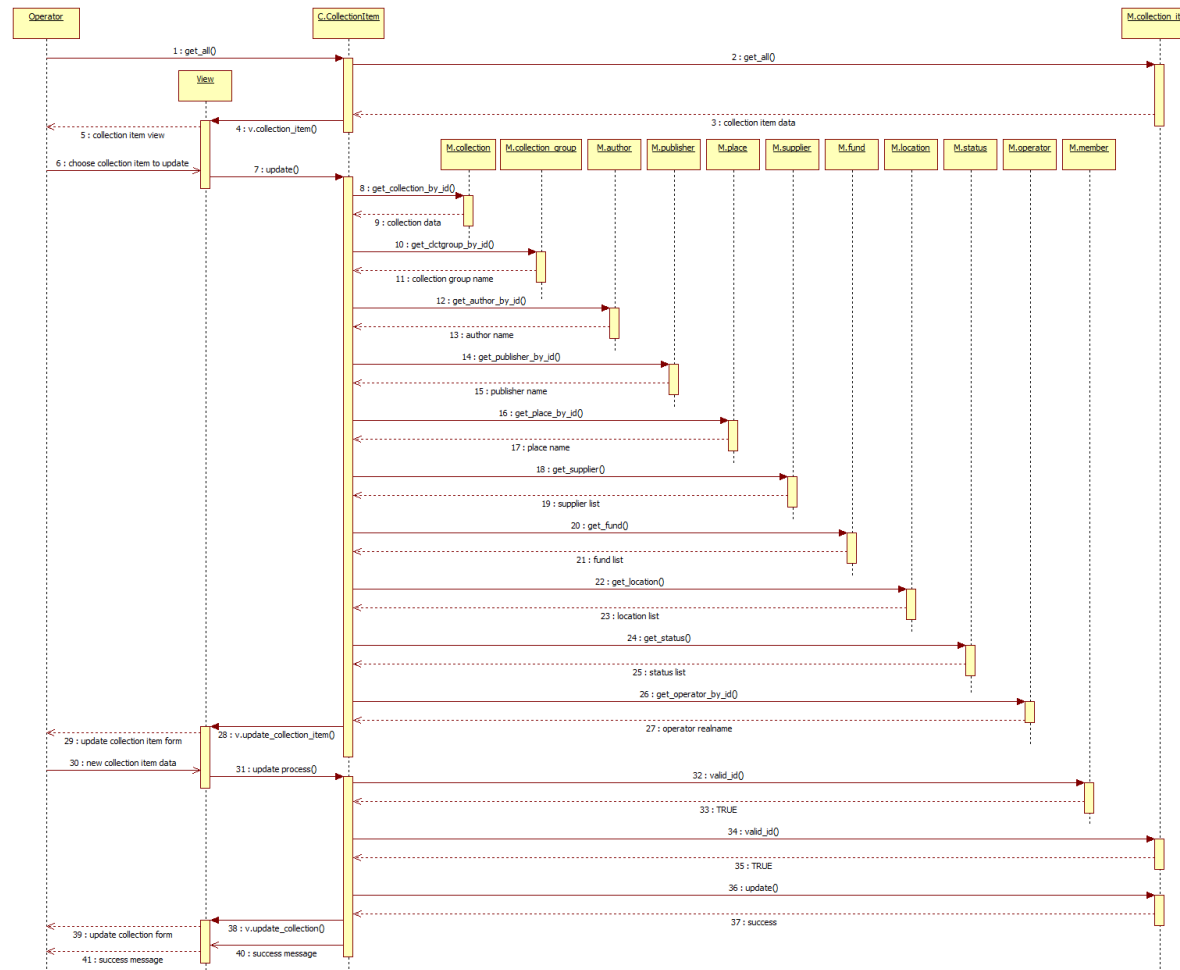 Operator
C.CollectionItem
M.collection_it
1 : get_all()
2 : get_all()
View
3 : collection item data
4 : v.collection_item()
5 : collection item view
M.collection
M.collection_group
M.author
M.publisher
M.place
M.supplier
M.fund
M.location
M.status
M.operator
M.member
6 : choose collection item to update
7 : update()
8 : get_collection_by_id()
9 : collection data
10 : get_clctgroup_by_id()
11 : collection group name
12 : get_author_by_id()
13 : author name
14 : get_publisher_by_id()
15 : publisher name
16 : get_place_by_id()
17 : place name
18 : get_supplier()
19 : supplier list
20 : get_fund()
21 : fund list
22 : get_location()
23 : location list
24 : get_status()
25 : status list
26 : get_operator_by_id()
27 : operator realname
28 : v.update_collection_item()
29 : update collection item form
30 : new collection item data
31 : update process()
32 : valid_id()
33 : TRUE
34 : valid_id()
35 : TRUE
36 : update()
37 : success
38 : v.update_collection()
39 : update collection form
40 : success message
41 : success message